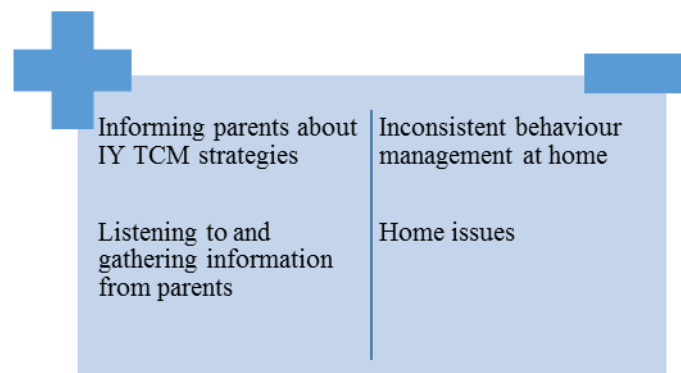 Informing parents about
IY TCM strategies
Listening to and
gathering information
from parents
Inconsistent behaviour
management at home
Home issues